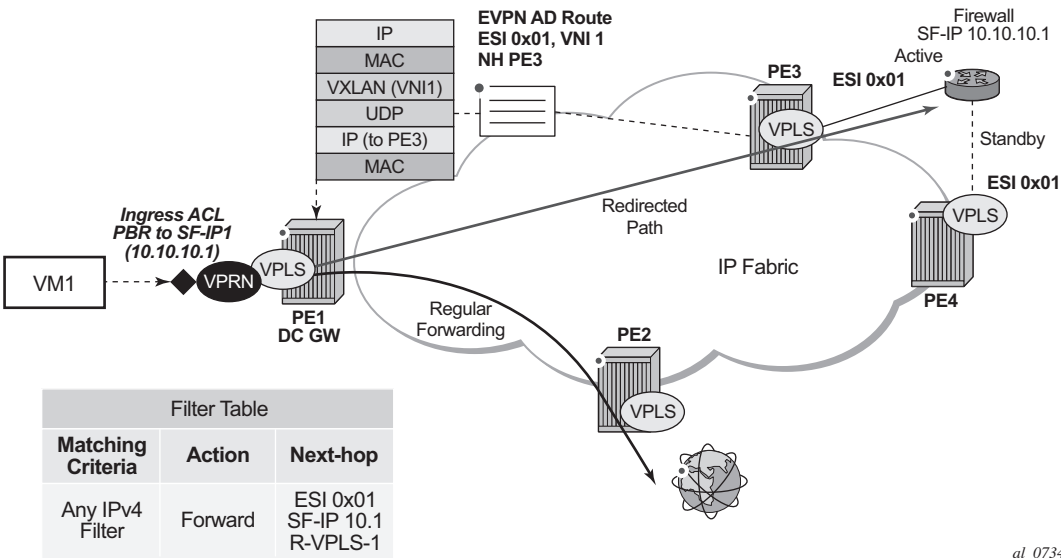 IP
MAC
VXLAN (VNI1)
UDP
IP (to PE3)
MAC
EVPN AD Route
ESI 0x01, VNI 1
NH PE3
PE3
VPLS
ESI 0x01
Firewall
SF-IP 10.10.10.1
Active
Standby
ESI 0x01
VPLS
PE4
Redirected
Path
IP Fabric
Ingress ACL
PBR to SF-IP1
(10.10.10.1)
VM1
VPRN
VPLS
PE1
DC GW
Regular
Forwarding
PE2
VPLS
Filter Table
Matching
Criteria
Action
Next-hop
Any IPv4
Filter
Forward
ESI 0x01
SF-IP 10.1
R-VPLS-1
al_0734